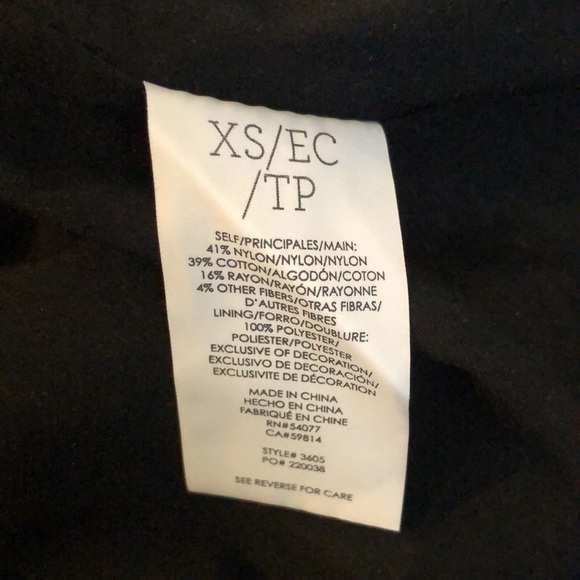 XS/EC
/TP
SELF/PRINCIPALES/MAIN:
41% NYLON/NYLON/NYLON
39% COTTON/ALGODÓN/COTON
16% RAYON/RAYÓN/RAYONNE
4% OTHER FIBERS/OTRAS FIBRAS/
D'AUTRES FIBRES
LINING/FORRO/DOUBLURE:
100% POLYESTER/
POLIESTER/POLYESTER
EXCLUSIVE OF DECORATION/
EXCLUSIVO DE DECORACIÓN/
EXCLUSIVITE DE DÉCORATION
MADE IN CHINA
HECHO EN CHINA
FABRIQUÉ EN CHINE
RN#54077
CA#59814
STYLE# 3605
PO# 220038
SEE REVERSE FOR CARE